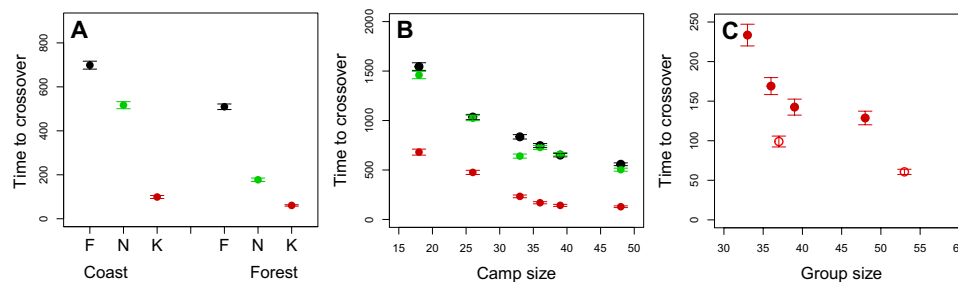 A
Time to crossover
0 200 400 600 800
F N K F N K
Coast Forest
B
Time to crossover
0 500 1000 1500 2000
15 20 25 30 35 40 45 50
Camp size
C
Time to crossover
0 50 100 150 200 250
30 35 40 45 50 55
Group size